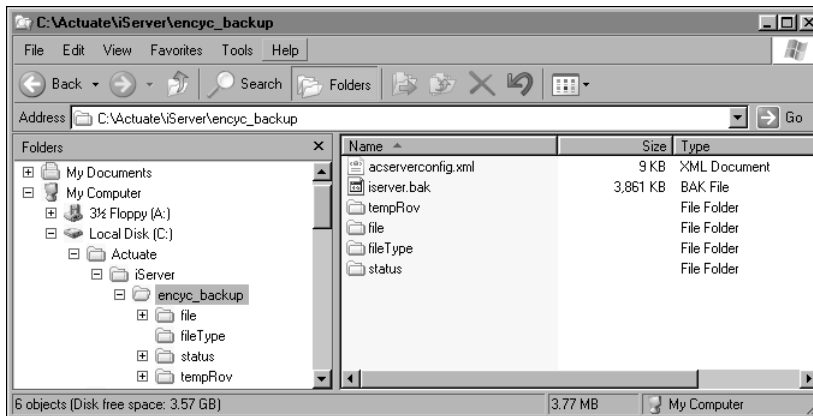 C:\Actuate\iServer\encyc_backup
File Edit View Favorites Tools Help
Back Search Folders
Address C:\Actuate\iServer\encyc_backup Go
Folders
My Documents
My Computer
3½ Floppy (A:)
Local Disk (C:)
Actuate
iServer
encyc_backup
file
fileType
status
tempRov
Name Size Type
acserverconfig.xml 9 KB XML Document
iserver.bak 3,861 KB BAK File
tempRov File Folder
file File Folder
fileType File Folder
status File Folder
6 objects (Disk free space: 3.57 GB) 3.77 MB My Computer